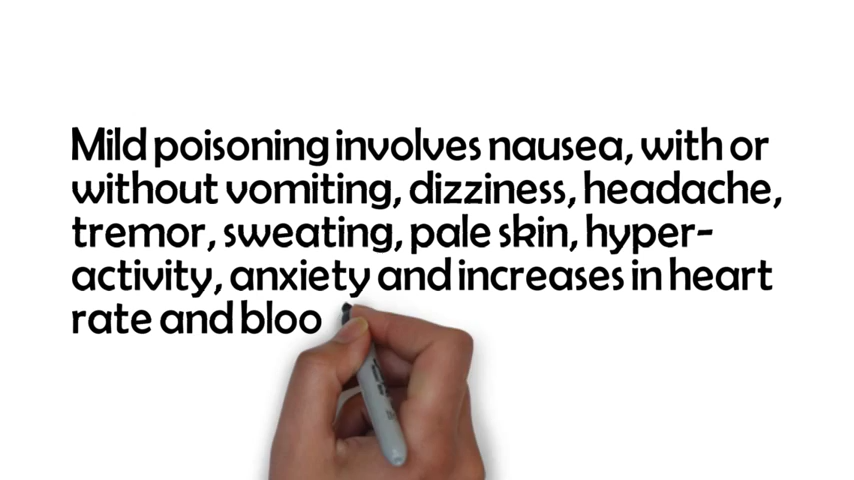 Mild poisoning involves nausea, with or
without vomiting, dizziness, headache,
tremor, sweating, pale skin, hyper-
activity, anxiety and increases in heart
rate and bloo